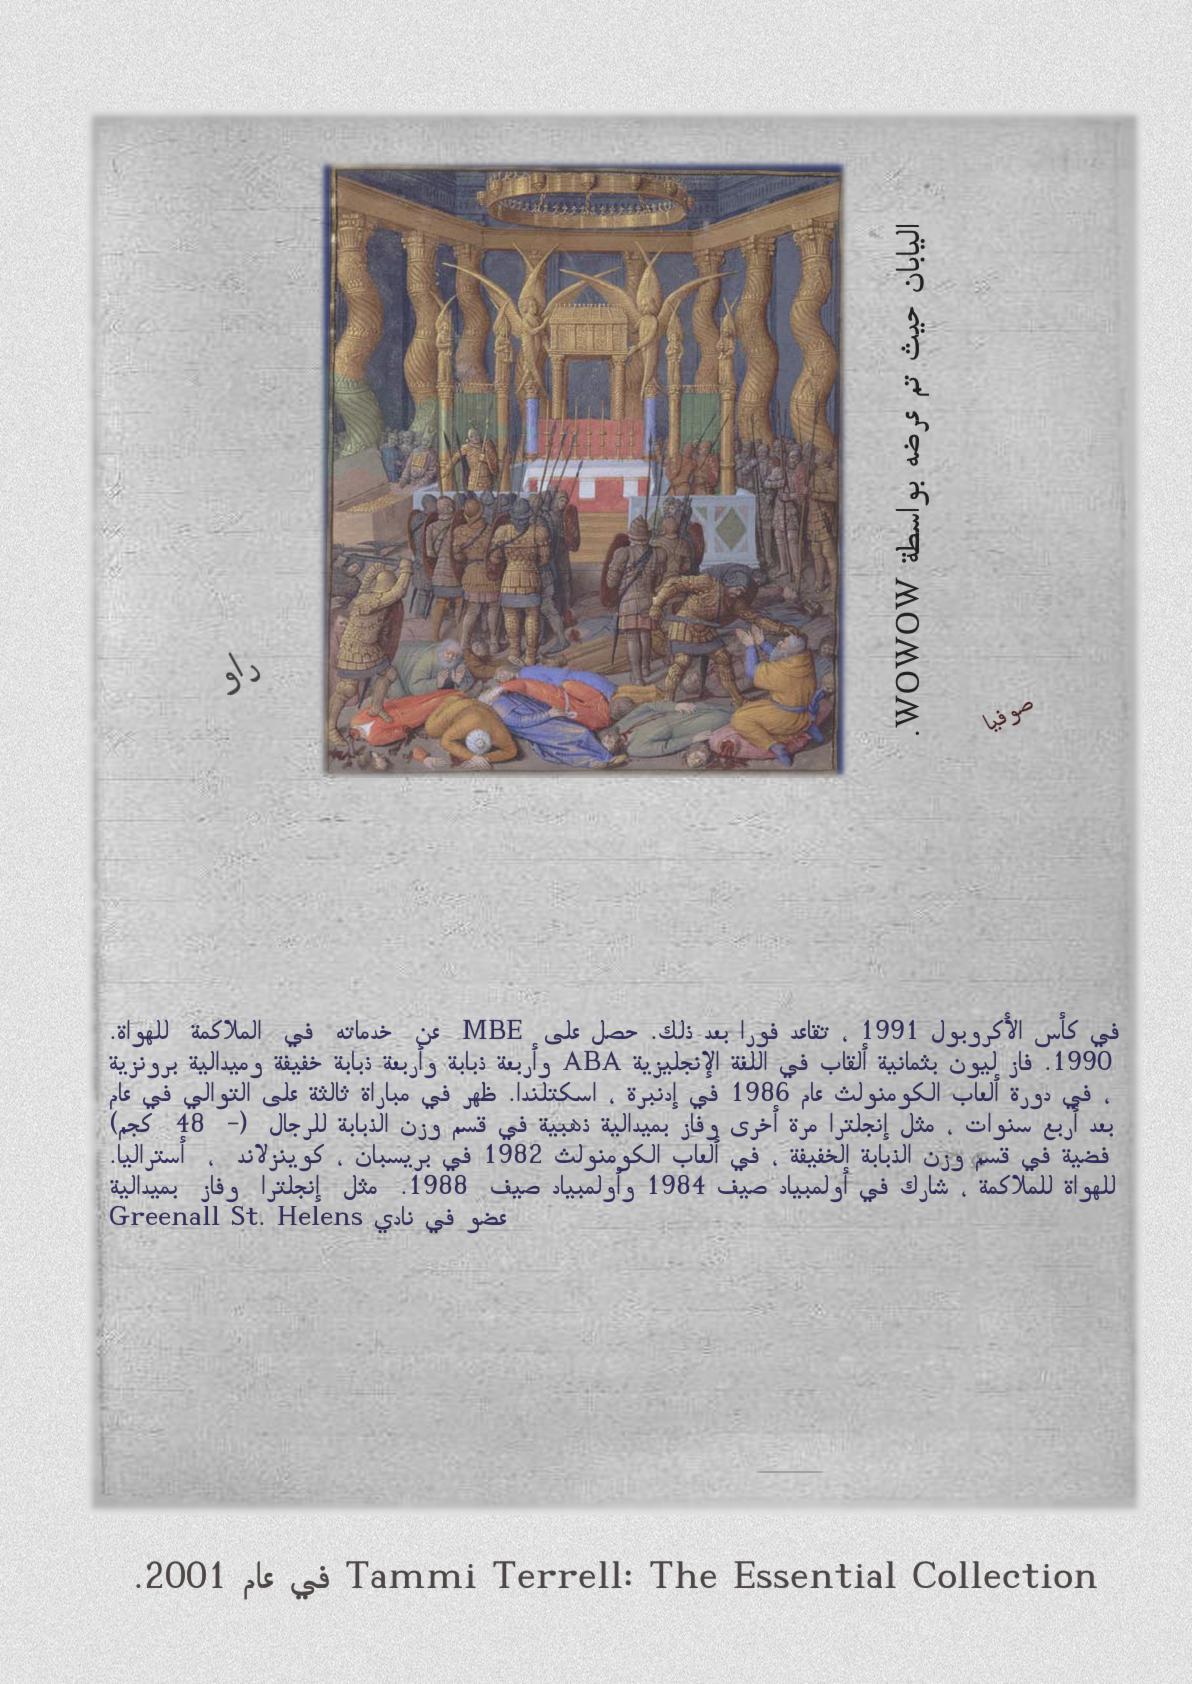 اليابان حيث تم عرضه بواسطة WOWOW.
راو
صوفيا
في كأس الأكروبول 1991 ، تقاعد فورا بعد ذلك. حصل على MBE عن خدماته في الملاكمة للهواة.
1990. فاز ليون بثمانية ألقاب في اللغة الإنجليزية ABA وأربعة ذبابة وأربعة ذبابة خفيفة وميدالية برونزية
، في دورة ألعاب الكومنولث عام 1986 في إدنبرة ، اسكتلندا. ظهر في مباراة ثالثة على التوالي في عام
بعد أربع سنوات ، مثل إنجلترا مرة أخرى وفاز بميدالية ذهبية في قسم وزن الذبابة للرجال (- 48 كجم)
فضية في قسم وزن الذبابة الخفيفة ، في ألعاب الكومنولث 1982 في بريسبان ، كوينزلاند ، أستراليا.
للهواة للملاكمة ، شارك في أولمبياد صيف 1984 وأولمبياد صيف 1988. مثل إنجلترا وفاز بميدالية
عضو في نادي Greenall St. Helens
Tammi Terrell: The Essential Collection في عام 2001.